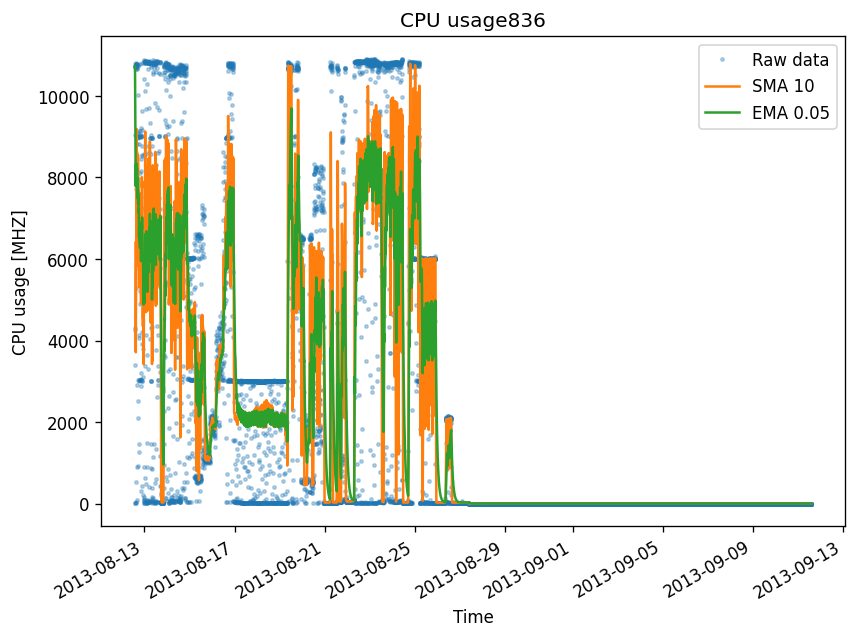 CPU usage836
Raw data
SMA 10
EMA 0.05
CPU usage [MHZ]
10000
8000
6000
4000
2000
0
2013-08-13
2013-08-17
2013-08-21
2013-08-25
2013-08-29
2013-09-01
2013-09-05
2013-09-09
2013-09-13
Time